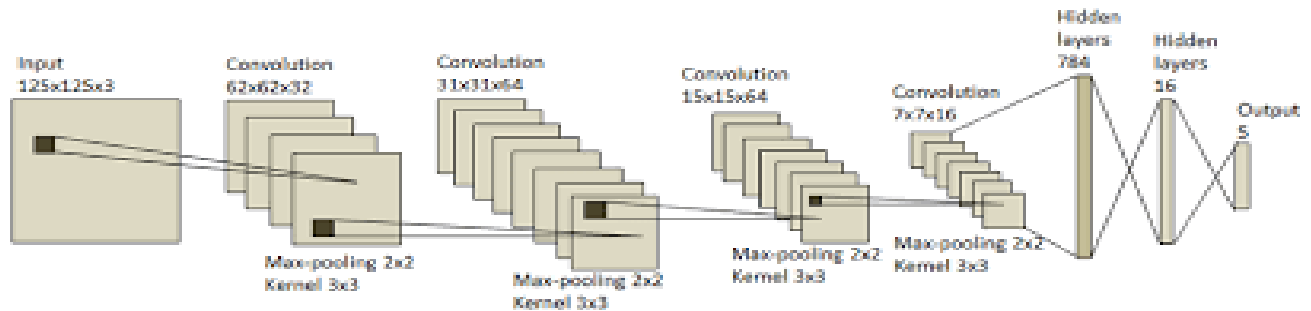 Input
125x125x3
Convolution
62x62x32
Max-pooling 2x2
Kernel 3x3
Convolution
31x31x64
Max-pooling 2x2
Kernel 3x3
Convolution
15x15x64
Max-pooling 2x2
Kernel 3x3
Convolution
7x7x16
Max-pooling 2x2
Kernel 3x3
Hidden
layers
784
Hidden
layers
16
Output
5